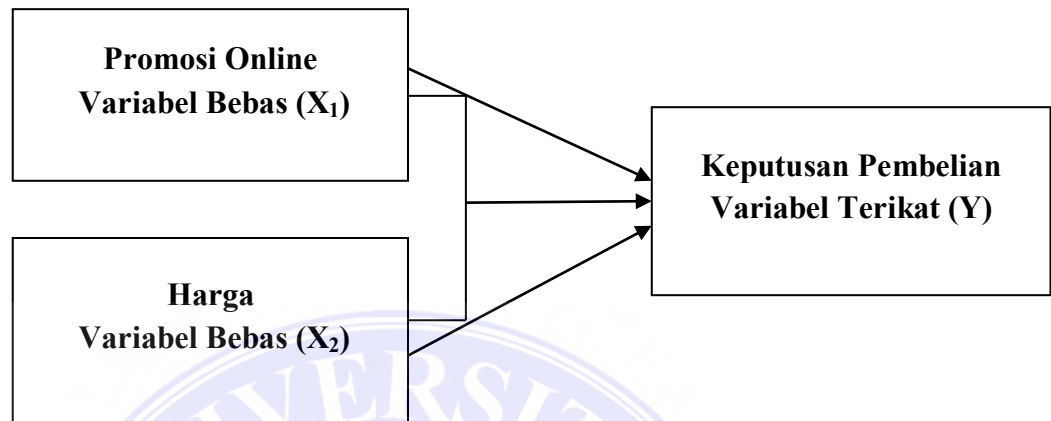 Promosi Online
Variabel Bebas (X₁)
Keputusan Pembelian
Variabel Terikat (Y)
Harga
Variabel Bebas (X₂)